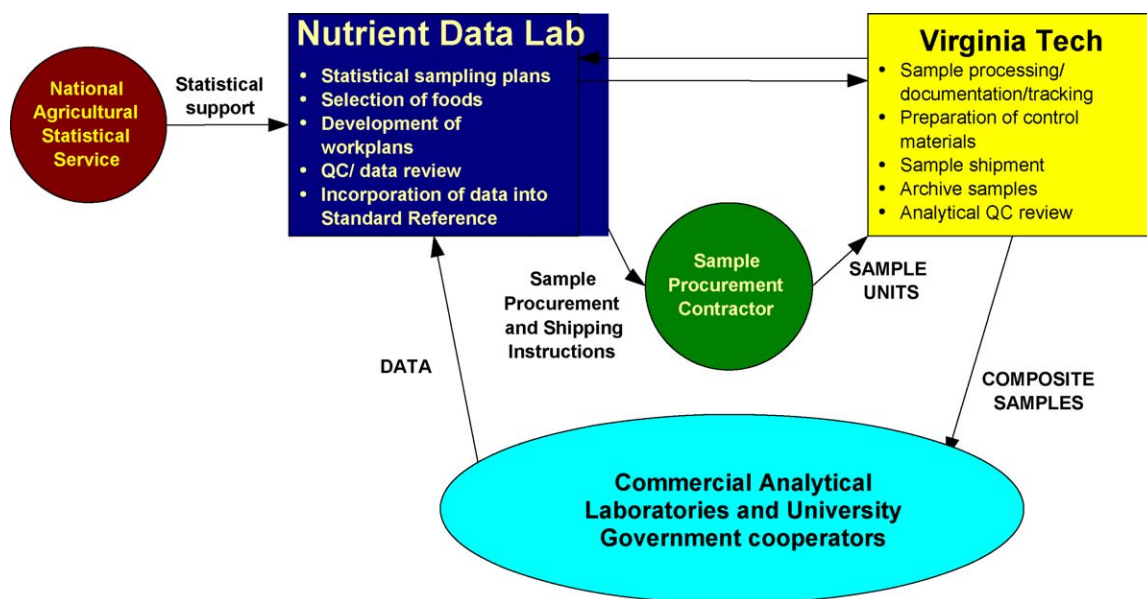 National
Agricultural
Statistical
Service
Statistical
support
Nutrient Data Lab
• Statistical sampling plans
• Selection of foods
• Development of
workplans
• QC/ data review
• Incorporation of data into
Standard Reference
Virginia Tech
• Sample processing/
documentation/tracking
• Preparation of control
materials
• Sample shipment
• Archive samples
• Analytical QC review
Sample
Procurement
and Shipping
Instructions
Sample
Procurement
Contractor
SAMPLE
UNITS
DATA
COMPOSITE
SAMPLES
Commercial Analytical
Laboratories and University
Government cooperators